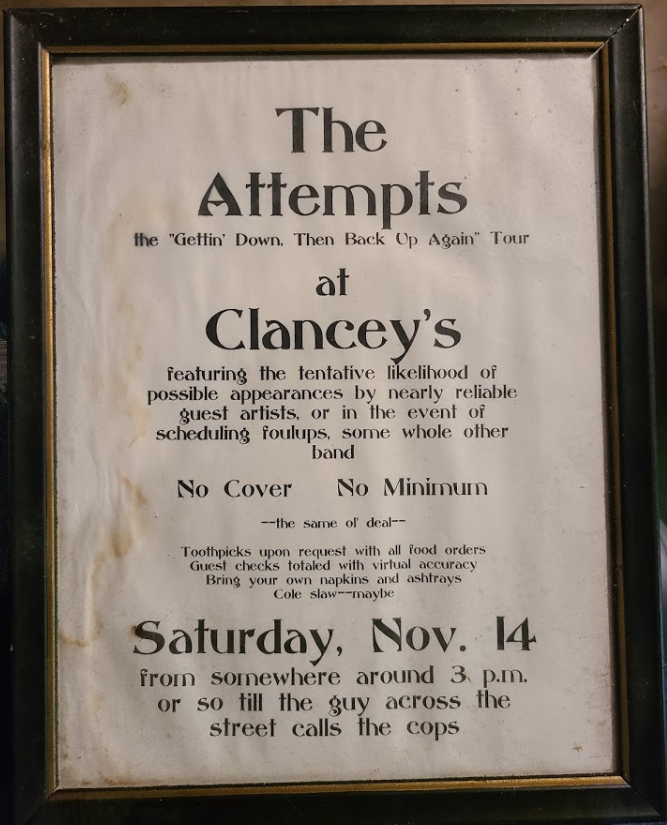 The
Attempts
the "Gettin' Down, Then Back Up Again" Tour
at
Clancey's
featuring the tentative likelihood of
possible appearances by nearly reliable
guest artists, or in the event of
scheduling foulups, some whole other
band
No Cover No Minimum
--the same ol' deal--
Toothpicks upon request with all food orders
Guest checks totaled with virtual accuracy
Bring your own napkins and ashtrays
Cole slaw--maybe
Saturday, Nov. 14
from somewhere around 3 p.m.
or so till the guy across the
street calls the cops